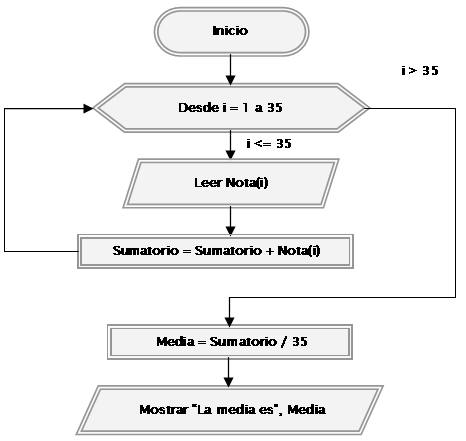 Inicio
i > 35
Desde i = 1 a 35
i <= 35
Leer Nota(i)
Sumatorio = Sumatorio + Nota(i)
Media = Sumatorio / 35
Mostrar "La media es", Media